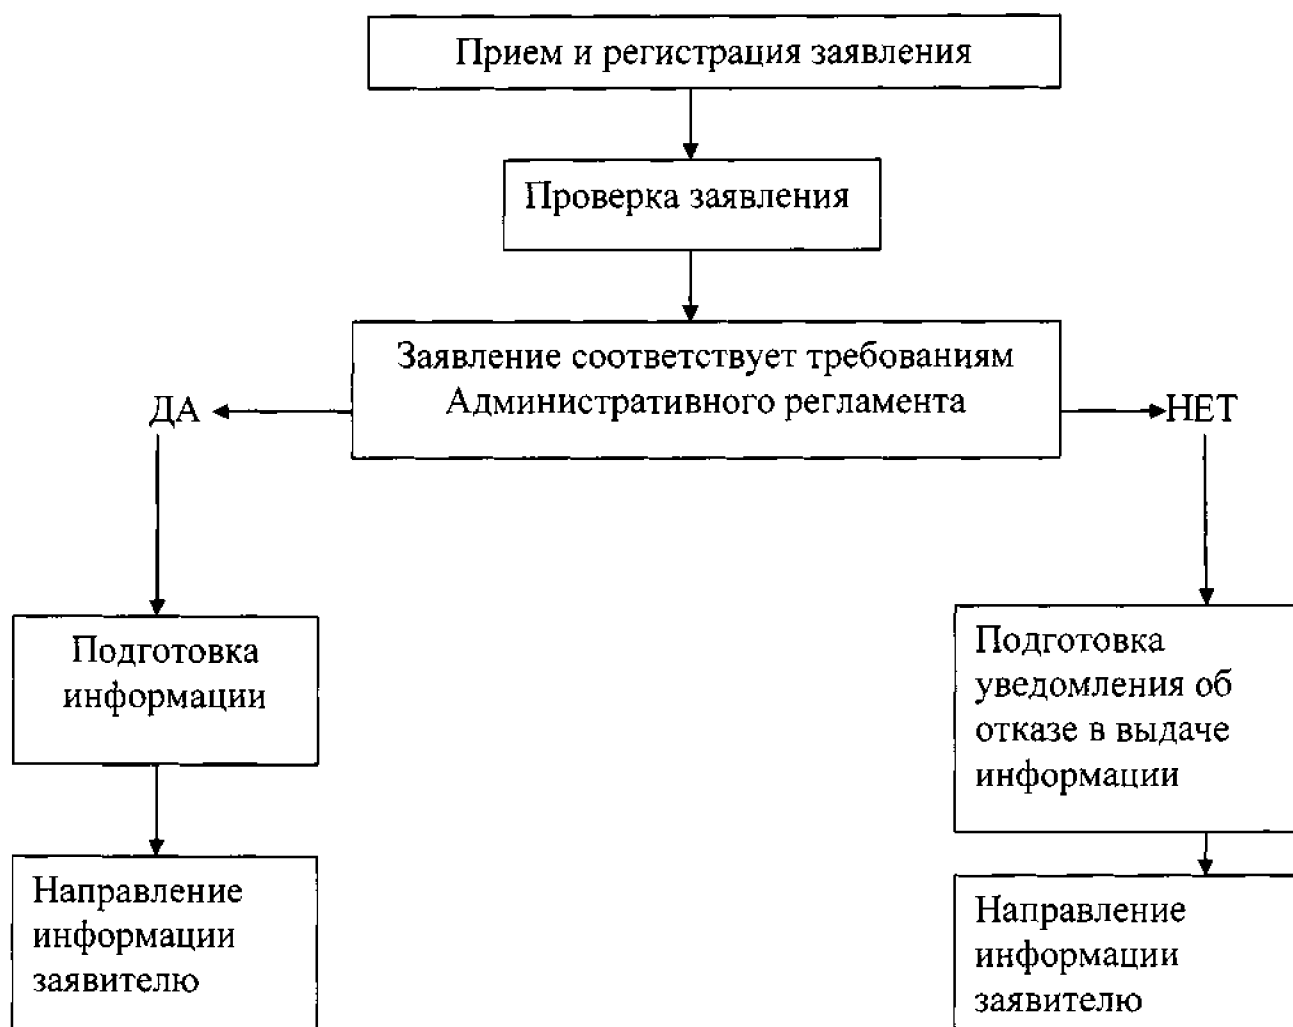 Прием и регистрация заявления
Проверка заявления
Заявление соответствует требованиям
Административного регламента
ДА
НЕТ
Подготовка
информации
Подготовка
уведомления об
отказе в выдаче
информации
Направление
информации
заявителю
Направление
информации
заявителю